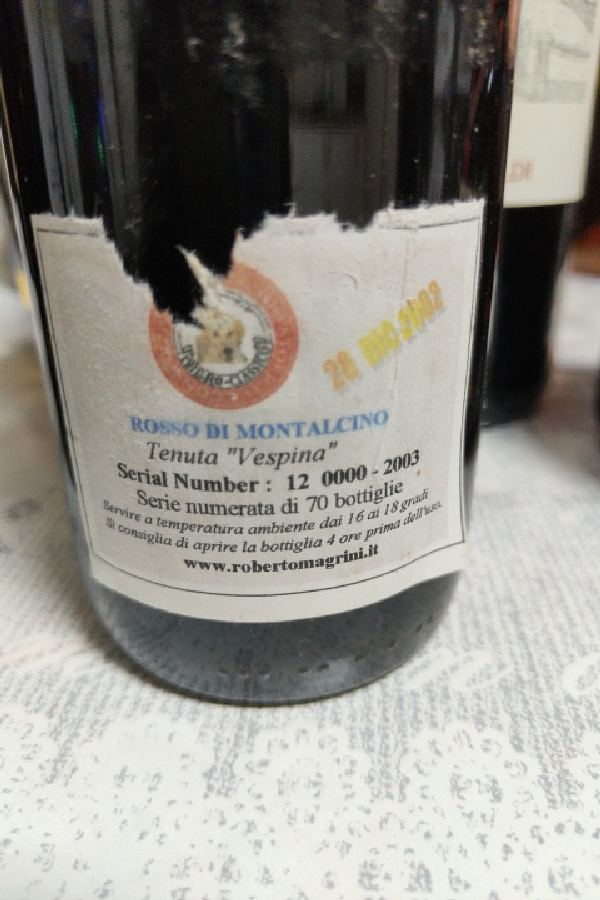 28 DIC 2002
ROSSO DI MONTALCINO
Tenuta "Vespina"
Serial Number : 12 0000 - 2003
Serie numerata di 70 bottiglie
Servire a temperatura ambiente dai 16 ai 18 gradi
Si consiglia di aprire la bottiglia 4 ore prima dell'uso.
www.robertomagrini.it
DI